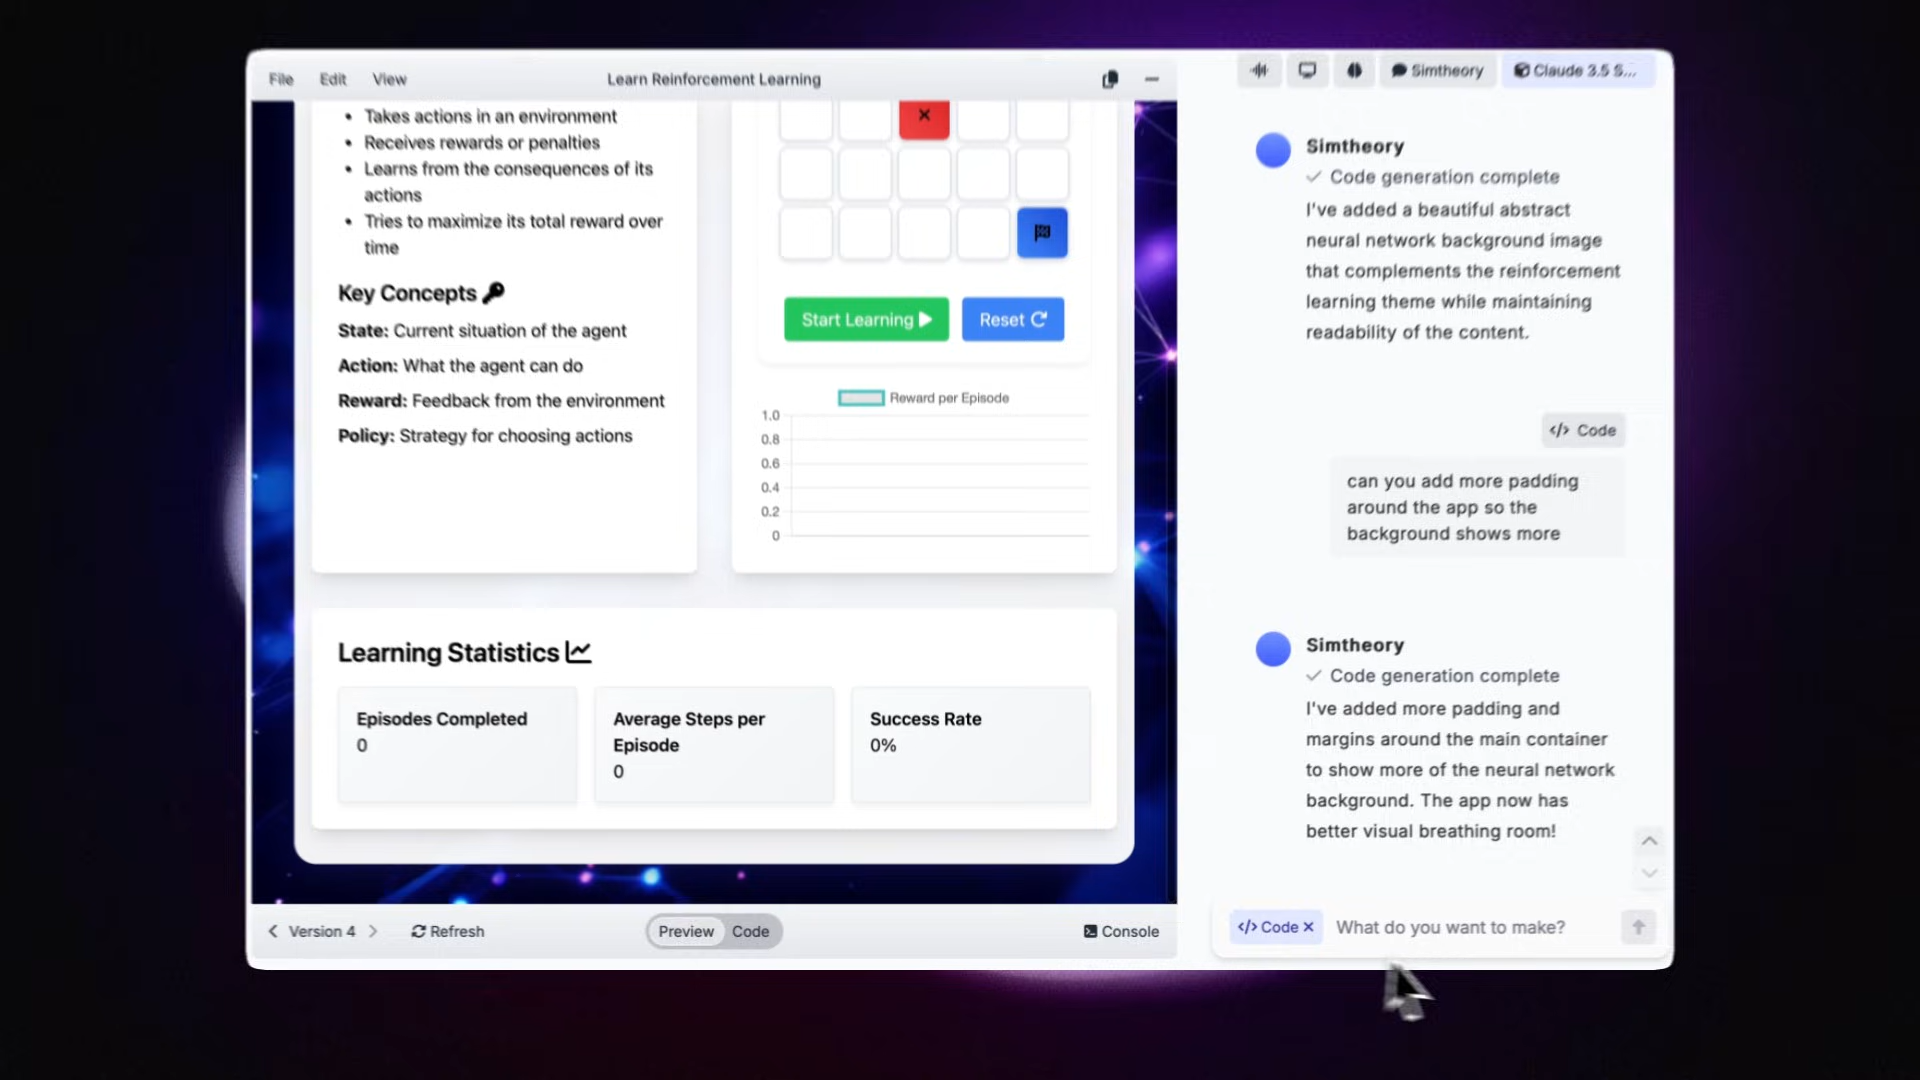 File Edit View
Learn Reinforcement Learning
Takes actions in an environment
Receives rewards or penalties
Learns from the consequences of its
actions
Tries to maximize its total reward over
time
Key Concepts
State: Current situation of the agent
Action: What the agent can do
Reward: Feedback from the environment
Policy: Strategy for choosing actions
Start Learning
Reset
Reward per Episode
1.0
0.8
0.6
0.4
0.2
0
Learning Statistics
Episodes Completed
0
Average Steps per
Episode
0
Success Rate
0%
Version 4
Refresh
Preview
Code
Console
Simtheory
Claude 3.5 S...
Simtheory
Code generation complete
I've added a beautiful abstract
neural network background image
that complements the reinforcement
learning theme while maintaining
readability of the content.
</> Code
can you add more padding
around the app so the
background shows more
Simtheory
Code generation complete
I've added more padding and
margins around the main container
to show more of the neural network
background. The app now has
better visual breathing room!
</> Code ×
What do you want to make?